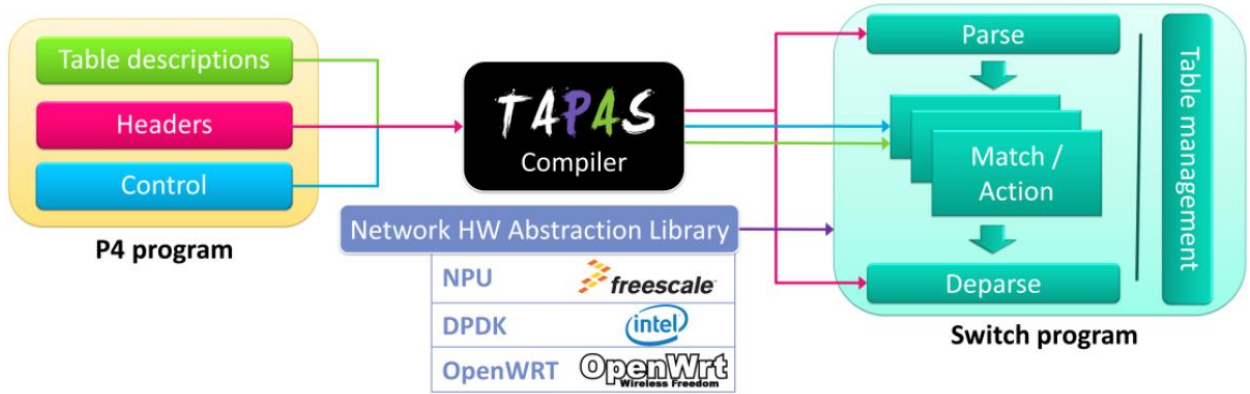 Table descriptions
Headers
Control
P4 program
TAPAS
Compiler
Network HW Abstraction Library
NPU
freescale
DPDK
intel
OpenWRT
OpenWrt
Wireless Freedom
Parse
Match /
Action
Deparse
Table management
Switch program